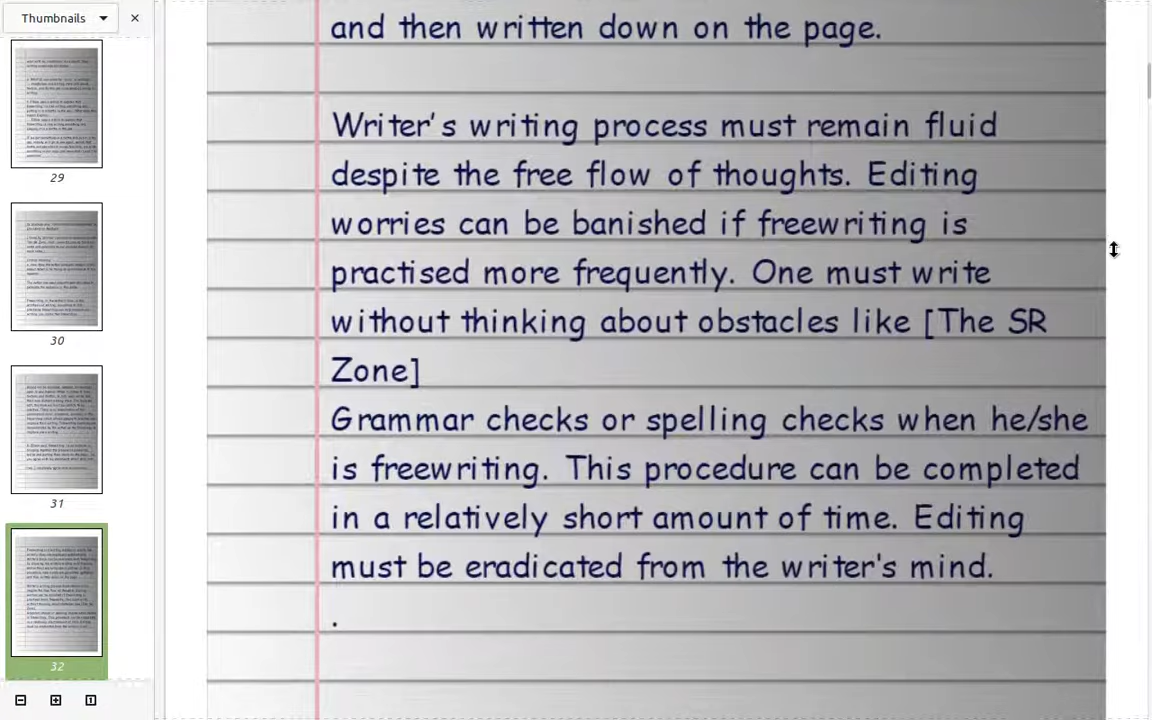 Thumbnails
29
30
31
32
and then written down on the page.
Writer's writing process must remain fluid
despite the free flow of thoughts. Editing
worries can be banished if freewriting is
practised more frequently. One must write
without thinking about obstacles like [The SR
Zone]
Grammar checks or spelling checks when he/she
is freewriting. This procedure can be completed
in a relatively short amount of time. Editing
must be eradicated from the writer's mind.
.